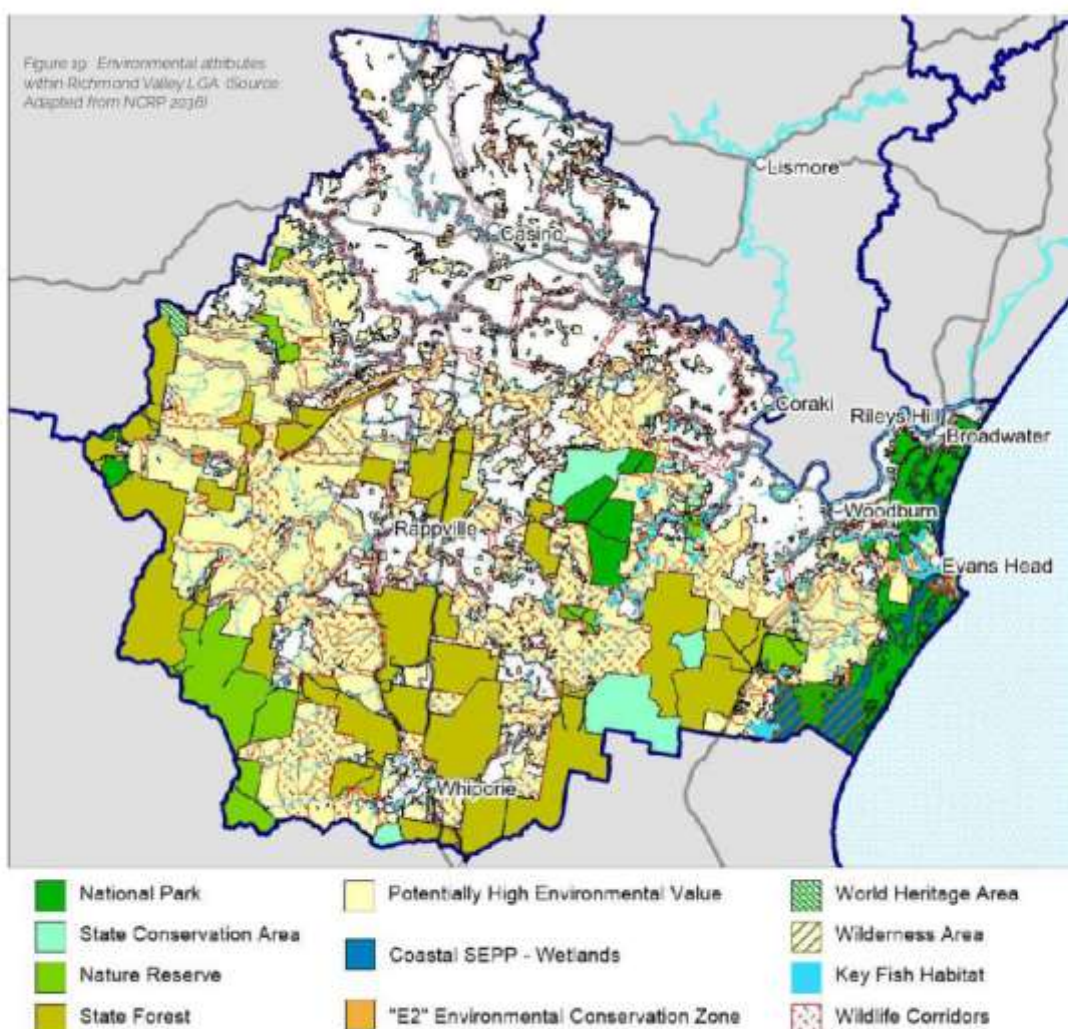 Figure 19 Environmental attributes
within Richmond Valley LGA (Source:
Adapted from NCRP 2036)
Lismore
Casino
Coraki
Rileys Hill
Broadwater
Woodburn
Rappville
Evans Head
Whiporie
National Park
Potentially High Environmental Value
World Heritage Area
State Conservation Area
Coastal SEPP - Wetlands
Wilderness Area
Nature Reserve
Key Fish Habitat
State Forest
"E2" Environmental Conservation Zone
Wildlife Corridors